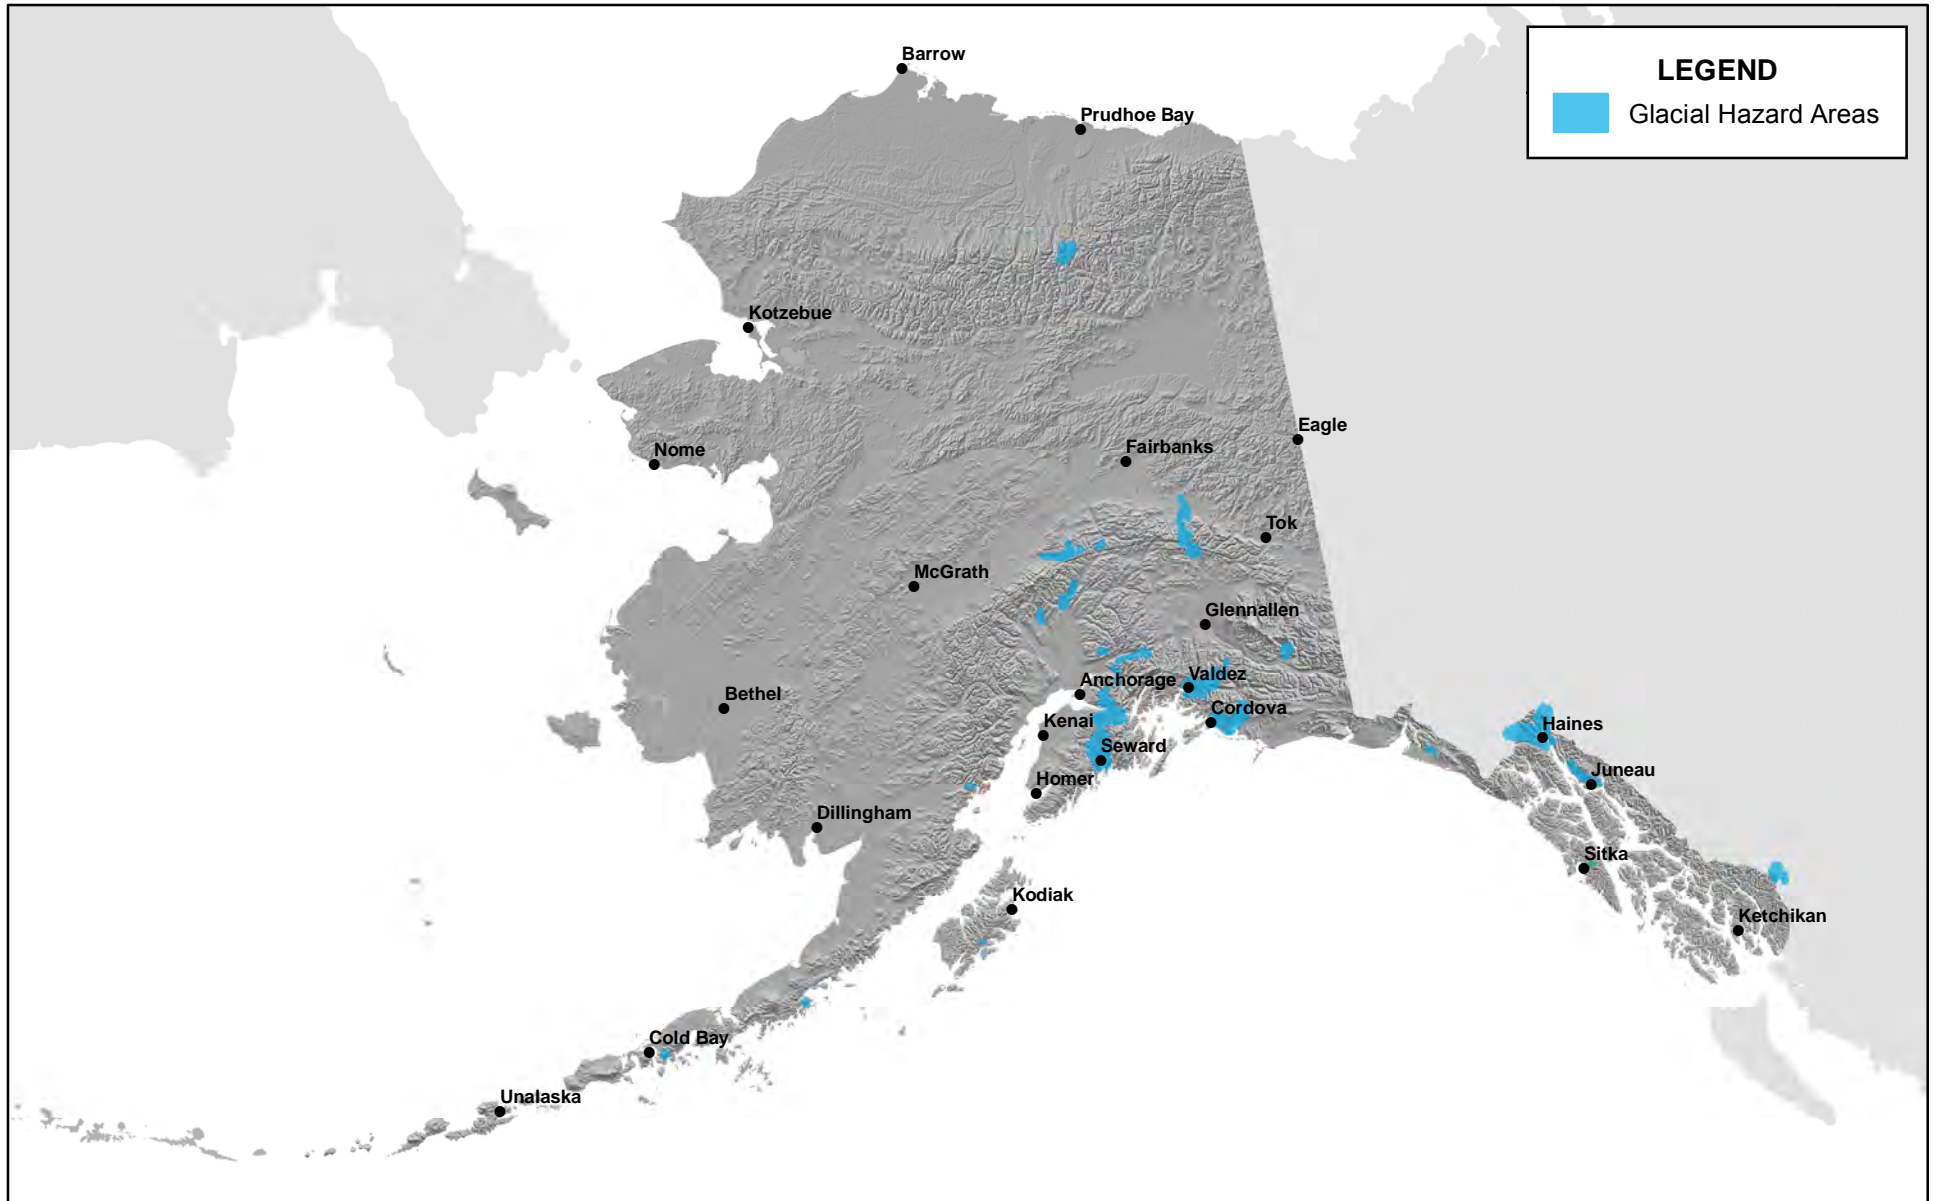 LEGEND
Glacial Hazard Areas
Barrow
Prudhoe Bay
Kotzebue
Eagle
Fairbanks
Nome
Tok
McGrath
Glennallen
Valdez
Anchorage
Bethel
Cordova
Haines
Kenai
Seward
Juneau
Homer
Dillingham
Sitka
Kodiak
Ketchikan
Cold Bay
Unalaska